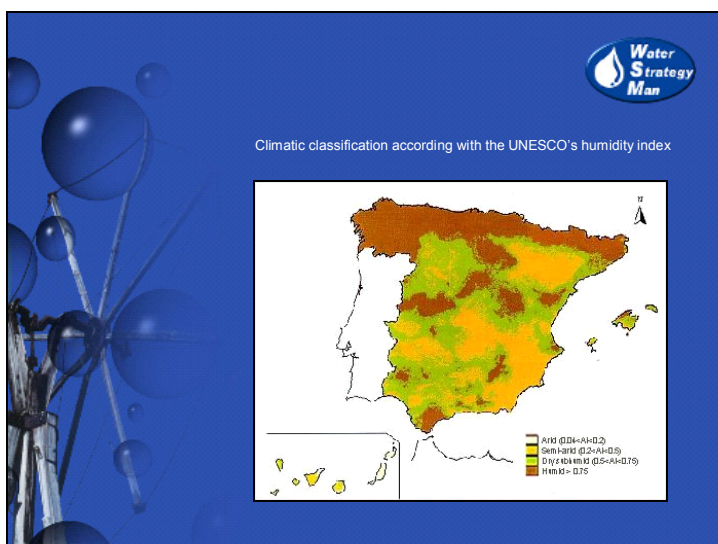 Water
Strategy
Man
Climatic classification according with the UNESCO's humidity index
N
Arid (0.04<AI<0.2)
Semi-arid (0.2<AI<0.5)
Dry subhumid (0.5<AI<0.75)
Humid > 0.75